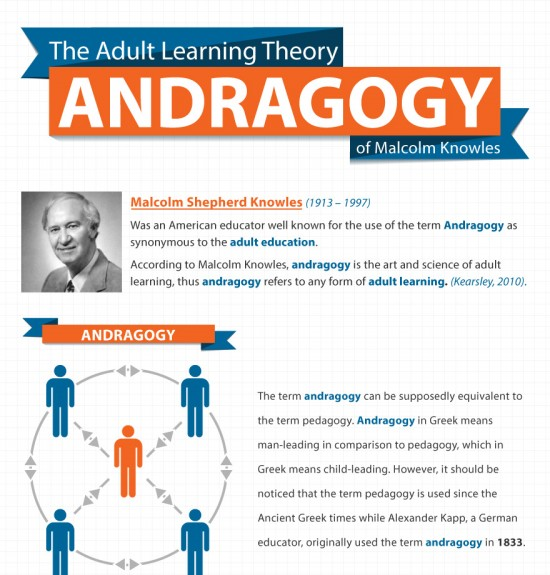 The Adult Learning Theory
ANDRAGOGY
of Malcolm Knowles
Malcolm Shepherd Knowles (1913 – 1997)
Was an American educator well known for the use of the term Andragogy as
synonymous to the adult education.
According to Malcolm Knowles, andragogy is the art and science of adult
learning, thus andragogy refers to any form of adult learning. (Kearsley, 2010).
ANDRAGOGY
The term andragogy can be supposedly equivalent to
the term pedagogy. Andragogy in Greek means
man-leading in comparison to pedagogy, which in
Greek means child-leading. However, it should be
noticed that the term pedagogy is used since the
Ancient Greek times while Alexander Kapp, a German
educator, originally used the term andragogy in 1833.